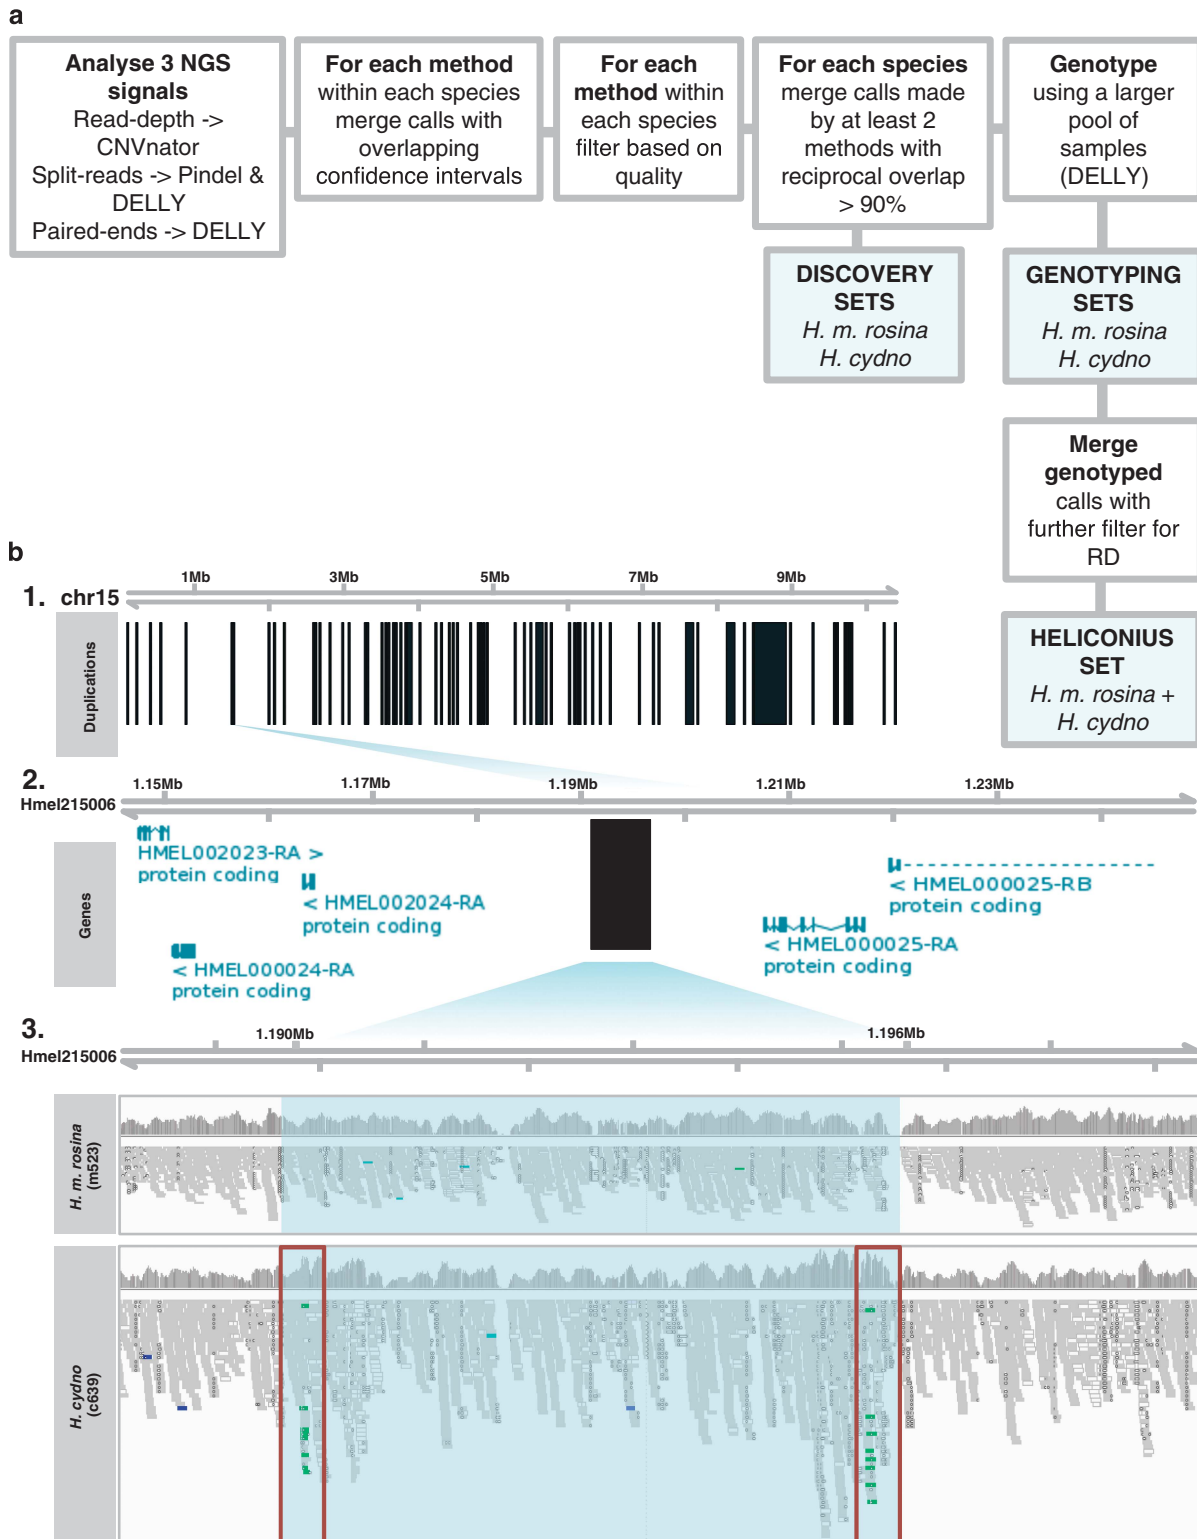 a
Analyse 3 NGS
signals
Read-depth ->
CNVnator
Split-reads -> Pindel &
DELLY
Paired-ends -> DELLY
For each method
within each species
merge calls with
overlapping
confidence intervals
For each
method within
each species
filter based on
quality
For each species
merge calls made
by at least 2
methods with
reciprocal overlap
> 90%
Genotype
using a larger
pool of
samples
(DELLY)
DISCOVERY
SETS
H. m. rosina
H. cydno
GENOTYPING
SETS
H. m. rosina
H. cydno
Merge
genotyped
calls with
further filter for
RD
HELICONIUS
SET
H. m. rosina +
H. cydno
b
1. chr15
1Mb 3Mb 5Mb 7Mb 9Mb
Duplications
2.
Hmel215006
1.15Mb 1.17Mb 1.19Mb 1.21Mb 1.23Mb
Genes
HMEL002023-RA >
protein coding
< HMEL002024-RA
protein coding
< HMEL000024-RA
protein coding
< HMEL000025-RB
protein coding
< HMEL000025-RA
protein coding
3.
Hmel215006
1.190Mb 1.196Mb
H. m. rosina
(m523)
H. cydno
(c639)